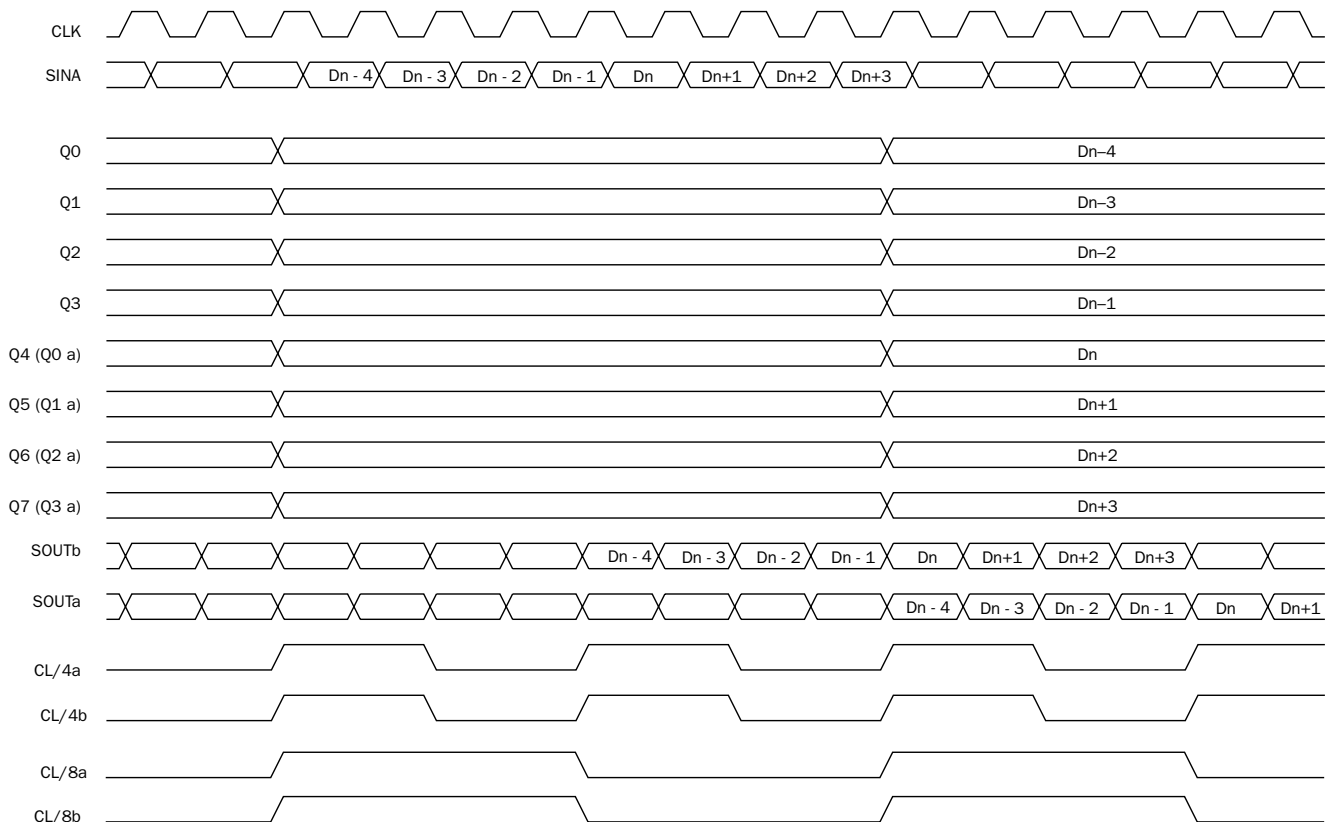 CLK
SINA Dn - 4 Dn - 3 Dn - 2 Dn - 1 Dn Dn+1 Dn+2 Dn+3
Q0 Dn–4
Q1 Dn–3
Q2 Dn–2
Q3 Dn–1
Q4 (Q0 a) Dn
Q5 (Q1 a) Dn+1
Q6 (Q2 a) Dn+2
Q7 (Q3 a) Dn+3
SOUTb Dn - 4 Dn - 3 Dn - 2 Dn - 1 Dn Dn+1 Dn+2 Dn+3
SOUTa Dn - 4 Dn - 3 Dn - 2 Dn - 1 Dn Dn+1
CL/4a
CL/4b
CL/8a
CL/8b